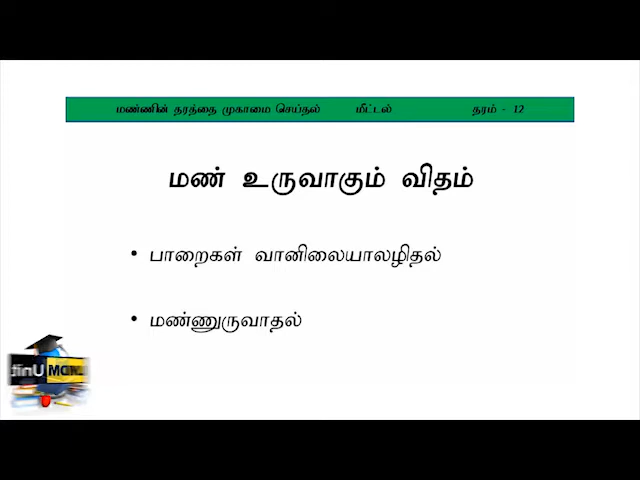 மண்ணின் தரத்தை முகாமை செய்தல் மீட்டல் தரம் - 12
மண் உருவாகும் விதம்
• பாறைகள் வானிலையாலழிதல்
• மண்ணுருவாதல்